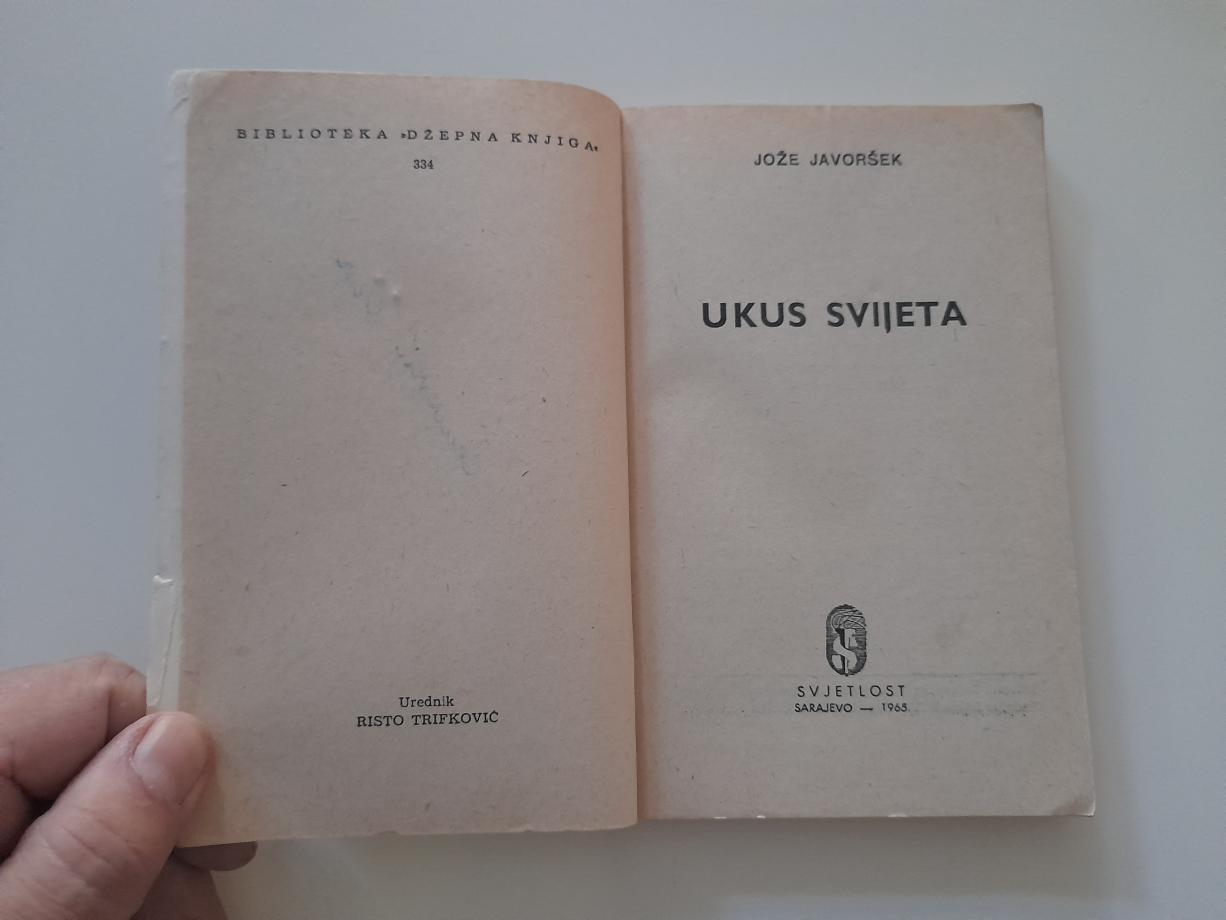 BIBLIOTEKA »DŽEPNA KNJIGA«
334
Urednik
RISTO TRIFKOVIĆ
JOŽE JAVORŠEK
UKUS SVIJETA
SVJETLOST
SARAJEVO — 1965.